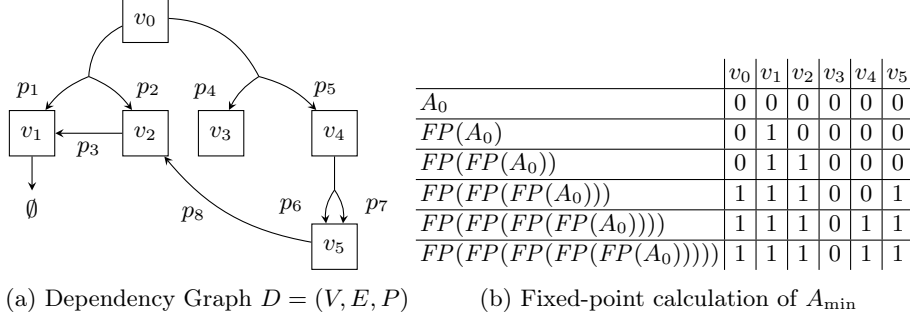 v₀
p₁ p₂ p₄ p₅
v₁ v₂ v₃ v₄
p₃
∅ p₈ p₆ p₇
v₅
(a) Dependency Graph D = (V, E, P)
v₀ v₁ v₂ v₃ v₄ v₅
A₀ 0 0 0 0 0 0
FP(A₀) 0 1 0 0 0 0
FP(FP(A₀)) 0 1 1 0 0 0
FP(FP(FP(A₀))) 1 1 1 0 0 1
FP(FP(FP(FP(A₀)))) 1 1 1 0 1 1
FP(FP(FP(FP(FP(A₀))))) 1 1 1 0 1 1
(b) Fixed-point calculation of Aₘᵢₙ